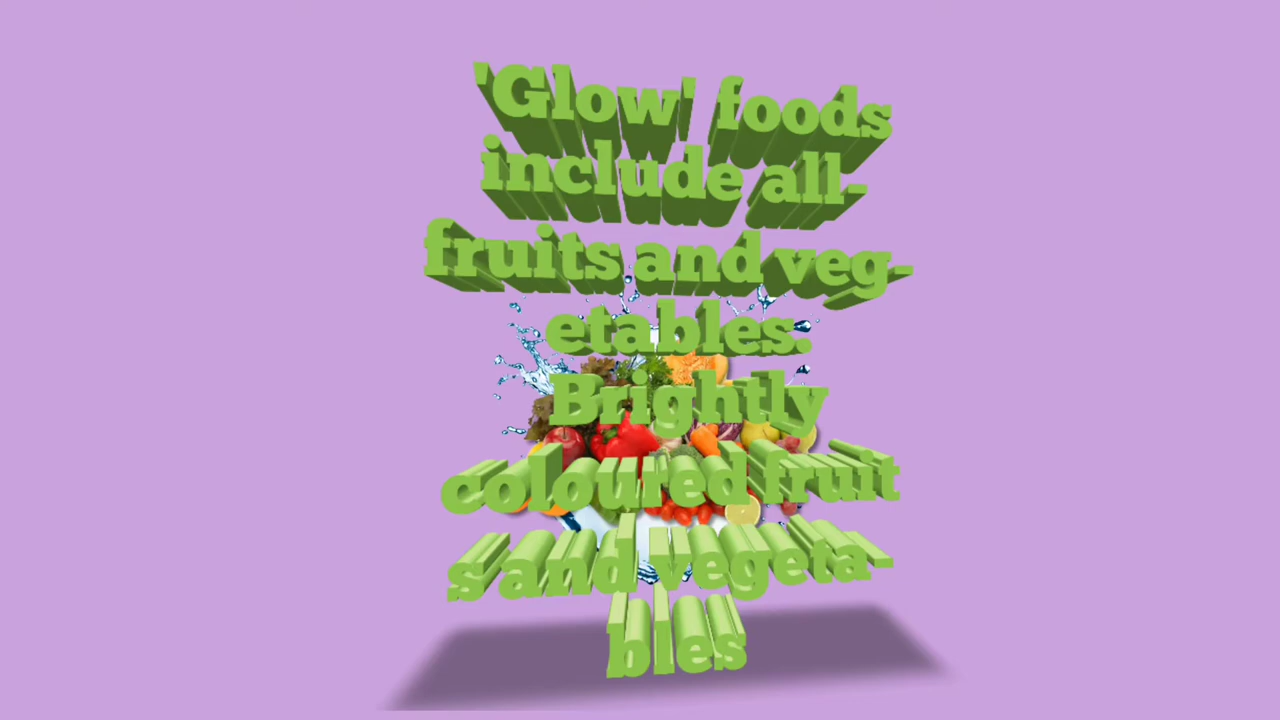 'Glow' foods
include all-
fruits and veg-
etables.
Brightly
coloured fruit
s and vegeta-
bles